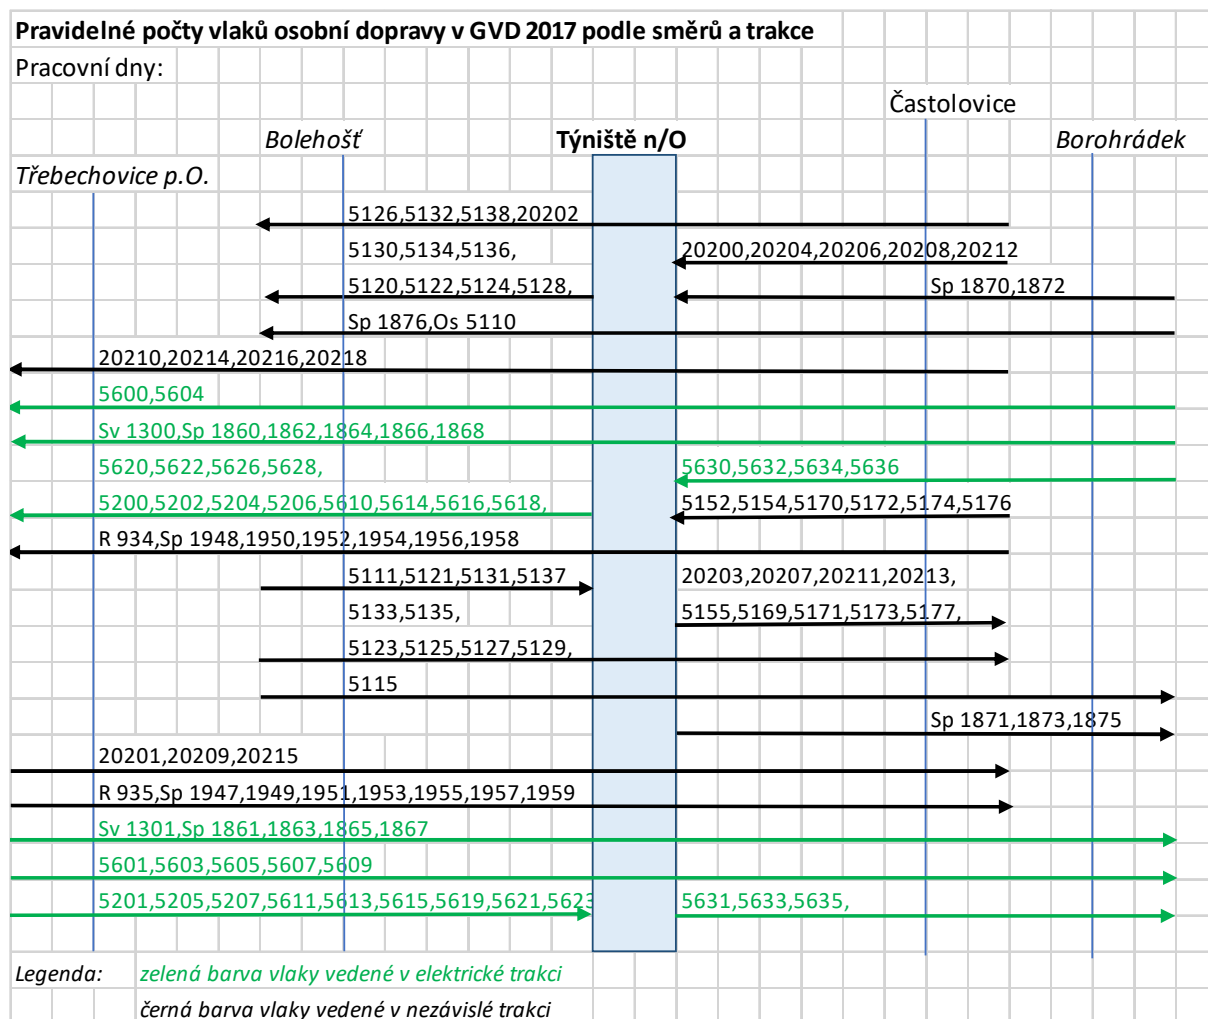 Pravidelné počty vlaků osobní dopravy v GVD 2017 podle směrů a trakce
Pracovní dny:
Častolovice
Bolehošť
Týniště n/O
Borohrádek
Třebechovice p.O.
5126,5132,5138,20202
5130,5134,5136,
20200,20204,20206,20208,20212
5120,5122,5124,5128,
Sp 1870,1872
Sp 1876,Os 5110
20210,20214,20216,20218
5600,5604
Sv 1300,Sp 1860,1862,1864,1866,1868
5620,5622,5626,5628,
5630,5632,5634,5636
5200,5202,5204,5206,5610,5614,5616,5618,
5152,5154,5170,5172,5174,5176
R 934,Sp 1948,1950,1952,1954,1956,1958
5111,5121,5131,5137
20203,20207,20211,20213,
5133,5135,
5155,5169,5171,5173,5177,
5123,5125,5127,5129,
5115
Sp 1871,1873,1875
20201,20209,20215
R 935,Sp 1947,1949,1951,1953,1955,1957,1959
Sv 1301,Sp 1861,1863,1865,1867
5601,5603,5605,5607,5609
5201,5205,5207,5611,5613,5615,5619,5621,5623
5631,5633,5635,
Legenda: zelená barva vlaky vedené v elektrické trakci
černá barva vlaky vedené v nezávislé trakci